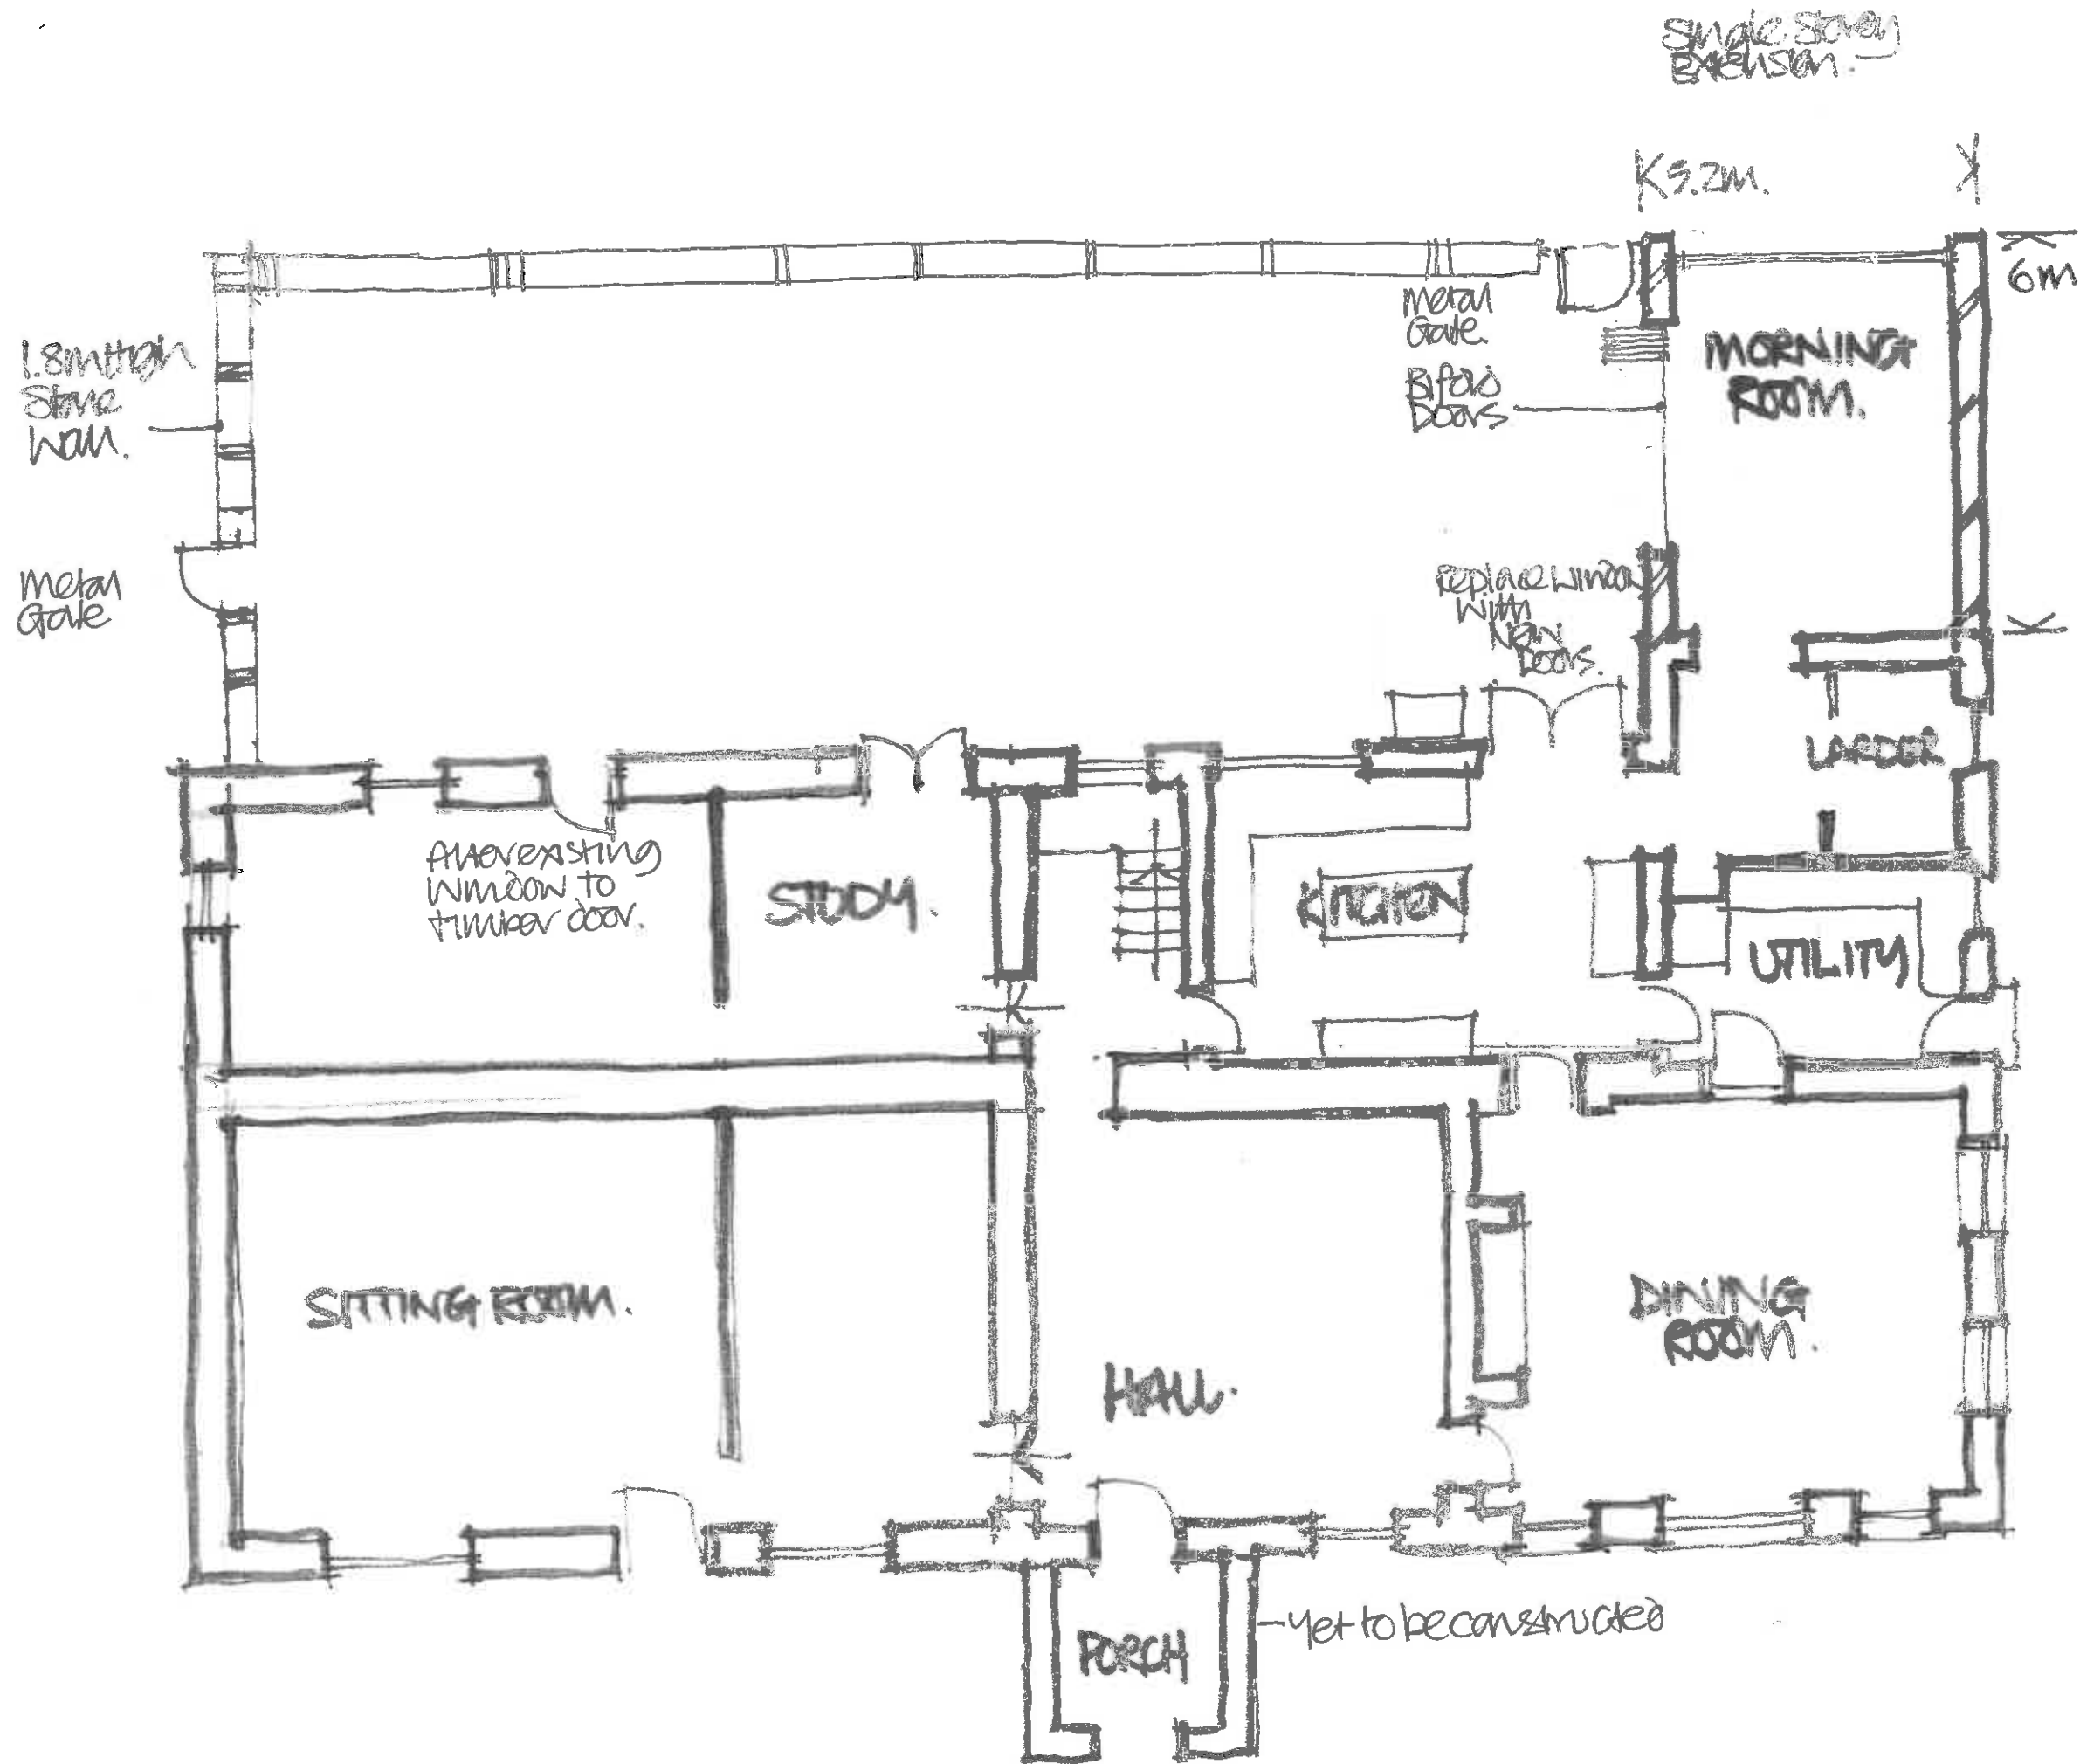 Single Storey
Extension.
5.2m.
6m
1.8m High
Stone
Wall.
Metal
Gate.
MORNING
ROOM.
Bifold
Doors
Metal
Gate
Replace window
with
New
Doors.
LARDER
Alter existing
window to
timber door.
STUDY.
KITCHEN
UTILITY
SITTING ROOM.
DINING
ROOM.
HALL.
PORCH
Yet to be constructed